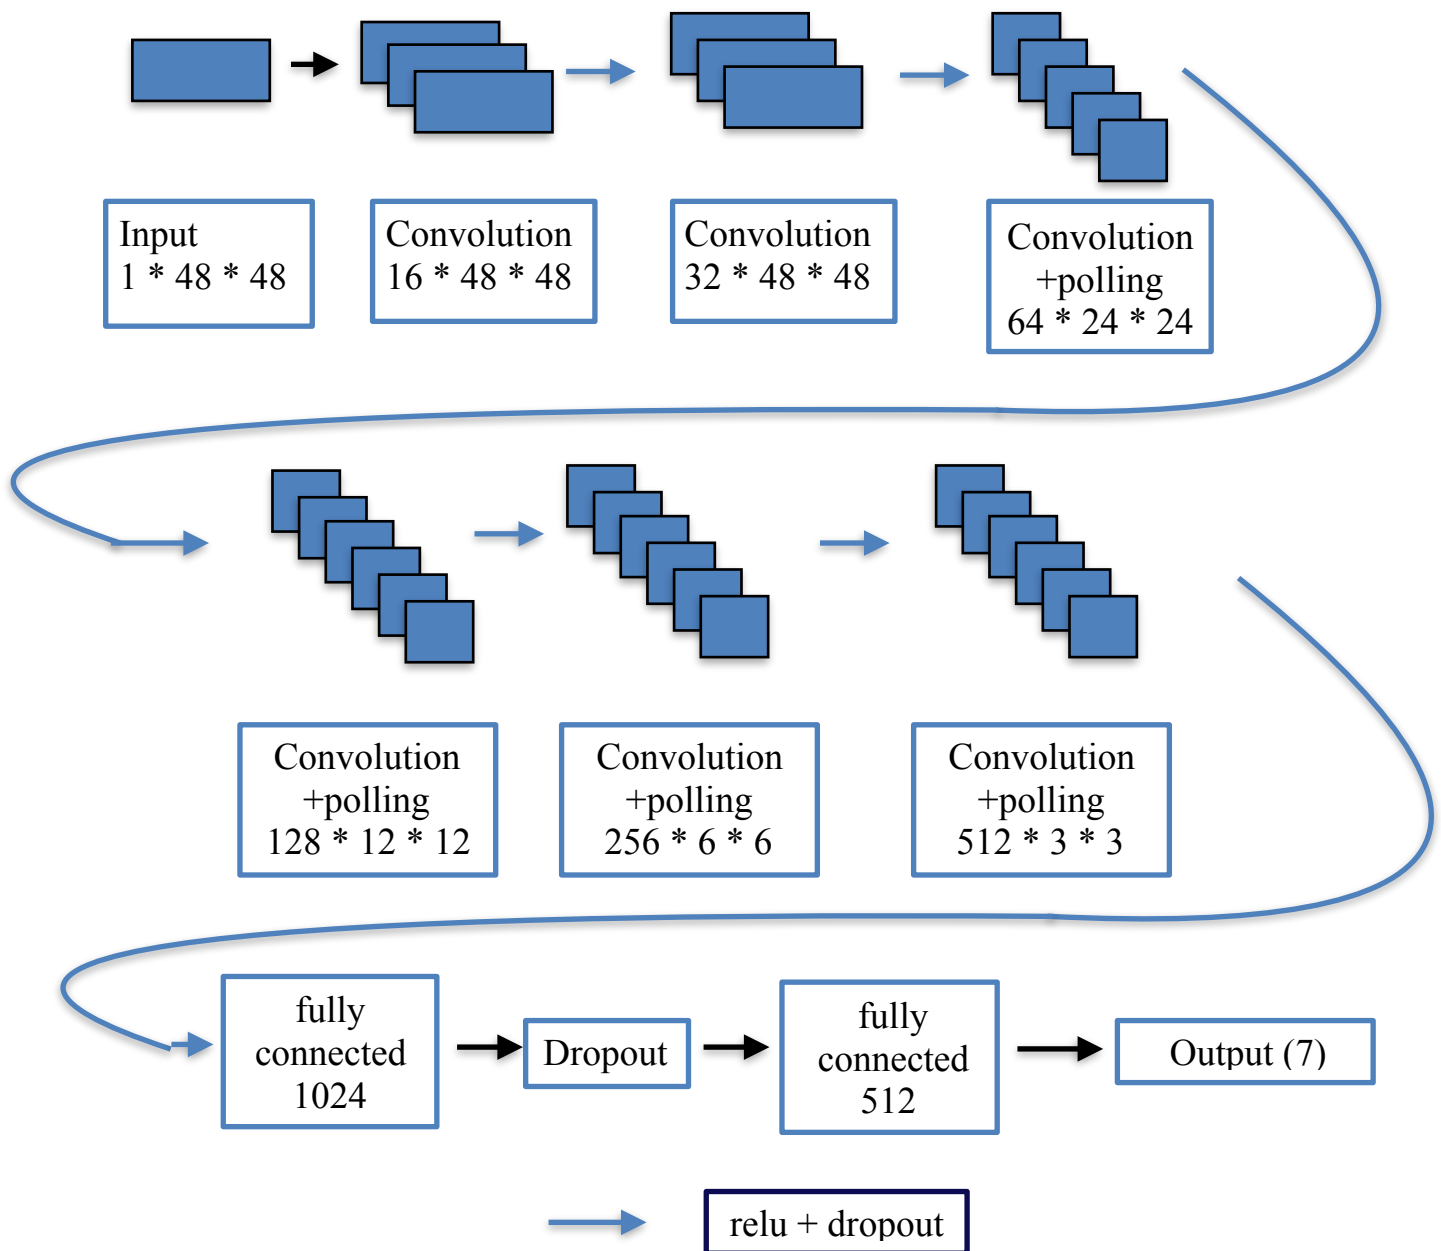 Input
1 * 48 * 48
Convolution
16 * 48 * 48
Convolution
32 * 48 * 48
Convolution
+polling
64 * 24 * 24
Convolution
+polling
128 * 12 * 12
Convolution
+polling
256 * 6 * 6
Convolution
+polling
512 * 3 * 3
fully
connected
1024
Dropout
fully
connected
512
Output (7)
relu + dropout